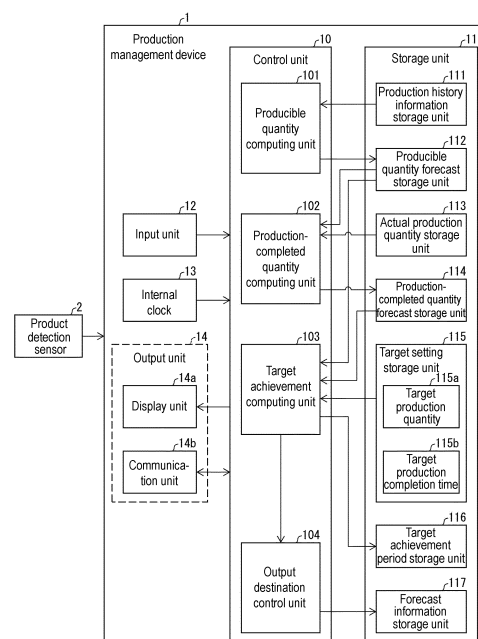 1
Production
management device
10
Control unit
101
Producible
quantity computing unit
102
Production-
completed quantity
computing unit
103
Target
achievement
computing unit
104
Output
destination
control unit
11
Storage unit
111
Production history
information
storage unit
112
Producible
quantity forecast
storage unit
113
Actual production
quantity storage
unit
114
Production-
completed quantity
forecast storage unit
115
Target setting
storage unit
115a
Target
production
quantity
115b
Target
production
completion time
116
Target
achievement
period storage unit
117
Forecast
information
storage unit
12
Input unit
13
Internal
clock
2
Product
detection
sensor
14
Output unit
14a
Display unit
14b
Communica-
tion unit